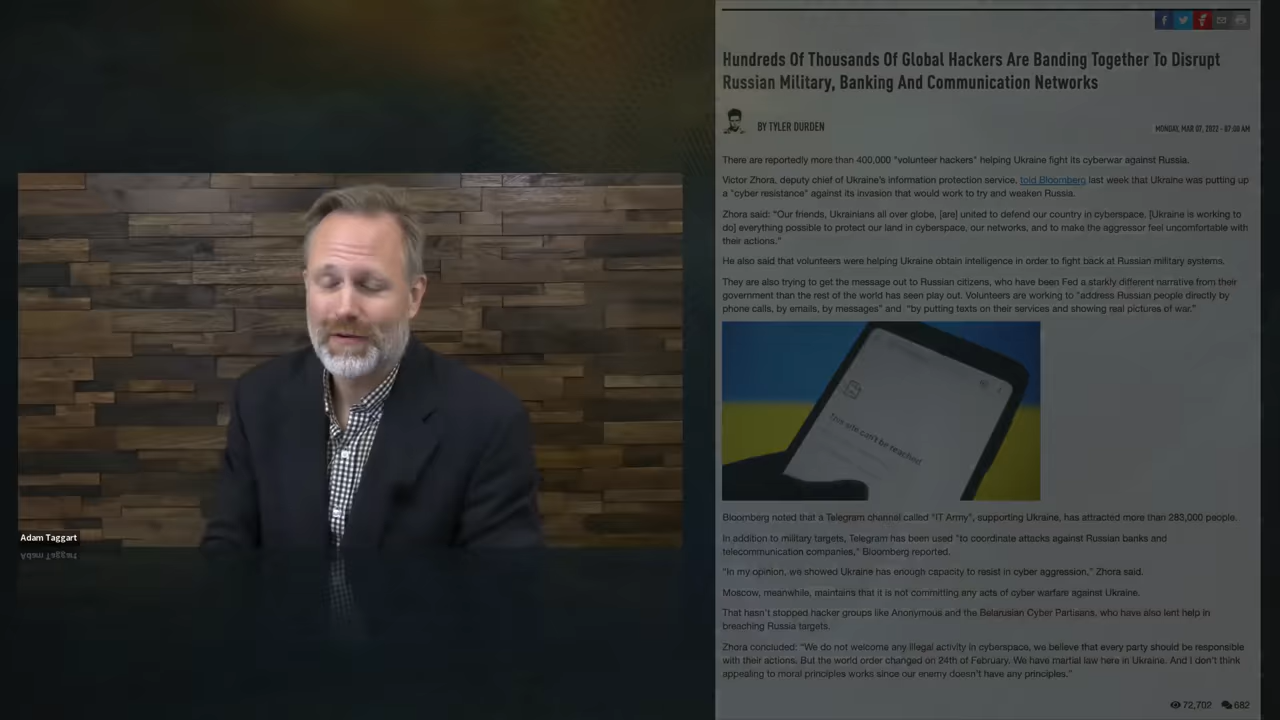 Hundreds Of Thousands Of Global Hackers Are Banding Together To Disrupt
Russian Military, Banking And Communication Networks
BY TYLER DURDEN
MONDAY, MAR 07, 2022 - 07:00 AM
There are reportedly more than 400,000 "volunteer hackers" helping Ukraine fight its cyberwar against Russia.
Victor Zhora, deputy chief of Ukraine's information protection service, told Bloomberg last week that Ukraine was putting up
a "cyber resistance" against its invasion that would work to try and weaken Russia.
Zhora said: "Our friends, Ukrainians all over globe, [are] united to defend our country in cyberspace, [Ukraine is working to
do] everything possible to protect our land in cyberspace, our networks, and to make the aggressor feel uncomfortable with
their actions."
He also said that volunteers were helping Ukraine obtain intelligence in order to fight back at Russian military systems.
They are also trying to get the message out to Russian citizens, who have been Fed a starkly different narrative from their
government than the rest of the world has seen play out. Volunteers are working to "address Russian people directly by
phone calls, by emails, by messages" and "by putting texts on their services and showing real pictures of war."
This site can't be reached
Adam Taggart
Adam Taggart
Bloomberg noted that a Telegram channel called "IT Army", supporting Ukraine, has attracted more than 283,000 people.
In addition to military targets, Telegram has been used "to coordinate attacks against Russian banks and
telecommunication companies," Bloomberg reported.
"In my opinion, we showed Ukraine has enough capacity to resist in cyber aggression," Zhora said.
Moscow, meanwhile, maintains that it is not committing any acts of cyber warfare against Ukraine.
That hasn't stopped hacker groups like Anonymous and the Belarusian Cyber Partisans, who have also lent help in
breaching Russia targets.
Zhora concluded: "We do not welcome any illegal activity in cyberspace, we believe that every party should be responsible
with their actions. But the world order changed on 24th of February. We have martial law here in Ukraine. And I don't think
appealing to moral principles works since our enemy doesn't have any principles."
72,702 682